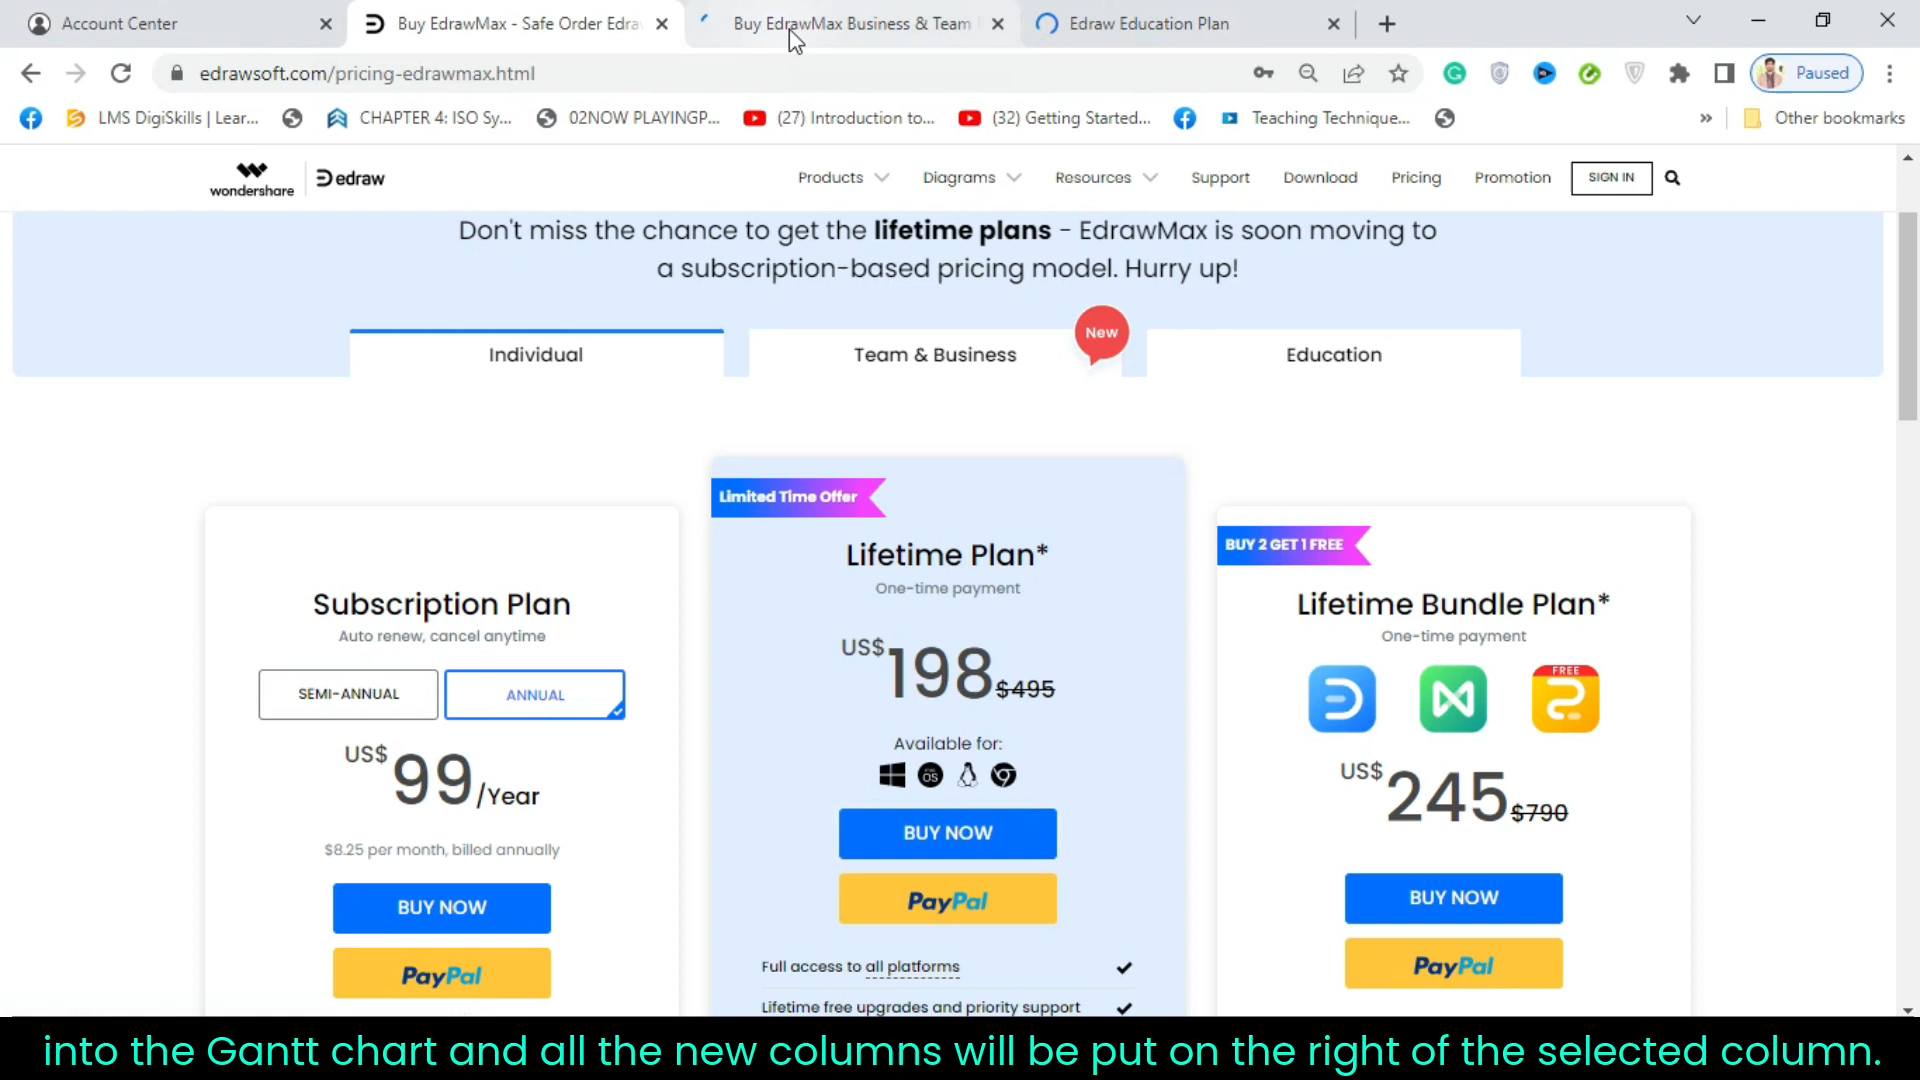 Account Center
Buy EdrawMax - Safe Order Edra
Buy EdrawMax Business & Team
Edraw Education Plan
edrawsoft.com/pricing-edrawmax.html
Paused
LMS DigiSkills | Lear...
CHAPTER 4: ISO Sy...
02NOW PLAYINGP...
(27) Introduction to...
(32) Getting Started...
Teaching Technique...
Other bookmarks
wondershare
edraw
Products
Diagrams
Resources
Support
Download
Pricing
Promotion
SIGN IN
Don't miss the chance to get the lifetime plans - EdrawMax is soon moving to
a subscription-based pricing model. Hurry up!
Individual
Team & Business
New
Education
Subscription Plan
Auto renew, cancel anytime
SEMI-ANNUAL
ANNUAL
US$ 99 /Year
$8.25 per month, billed annually
BUY NOW
PayPal
Limited Time Offer
Lifetime Plan*
One-time payment
US$ 198 $495
Available for:
OS
BUY NOW
PayPal
Full access to all platforms
Lifetime free upgrades and priority support
BUY 2 GET 1 FREE
Lifetime Bundle Plan*
One-time payment
FREE
US$ 245 $790
BUY NOW
PayPal
into the Gantt chart and all the new columns will be put on the right of the selected column.